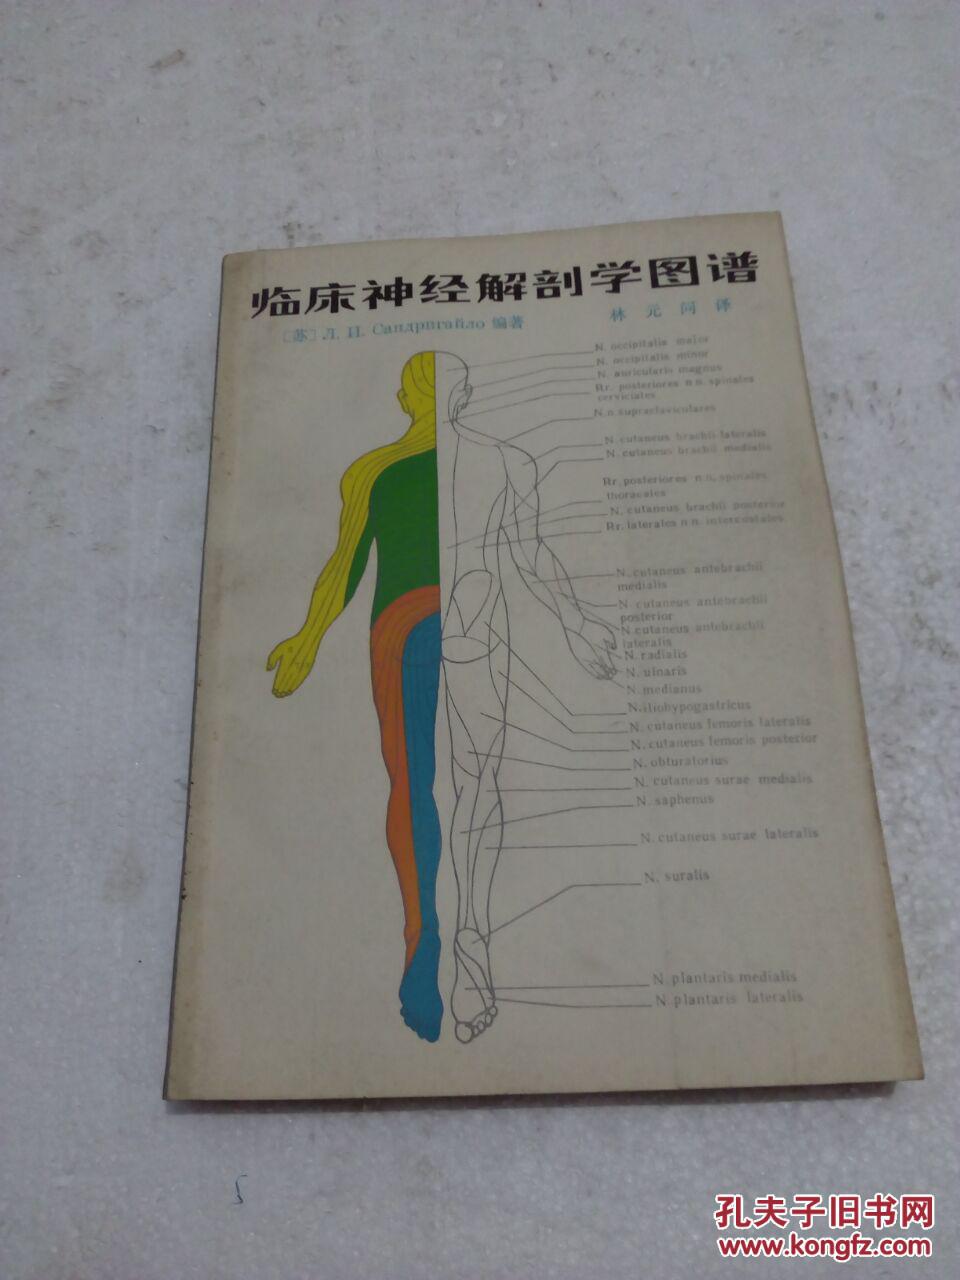 临床神经解剖学图谱
〔苏〕Л. П. Сандригайло 编著 林元问译
N. occipitalis major
N. occipitalis minor
N. auricularis magnus
Rr. posteriores n n. spinales
cerviciales
N.n. supraclaviculares
N. cutaneus brachii lateralis
N. cutaneus brachii medialis
Rr. posteriores n n. spinales
thoracales
N. cutaneus brachii posterior
Rr. laterales n n. intercostales
N. cutaneus antebrachii
medialis
N cutaneus antebrachii
posterior
N cutaneus antebrachii
lateralis
N. radialis
N. ulnaris
N. medianus
N. iliohypogastricus
N. cutaneus femoris lateralis
N. cutaneus femoris posterior
N. obturatorius
N. cutaneus surae medialis
N. saphenus
N. cutaneus surae lateralis
N. suralis
N. plantaris medialis
N. plantaris lateralis
孔夫子旧书网
www.kongfz.com